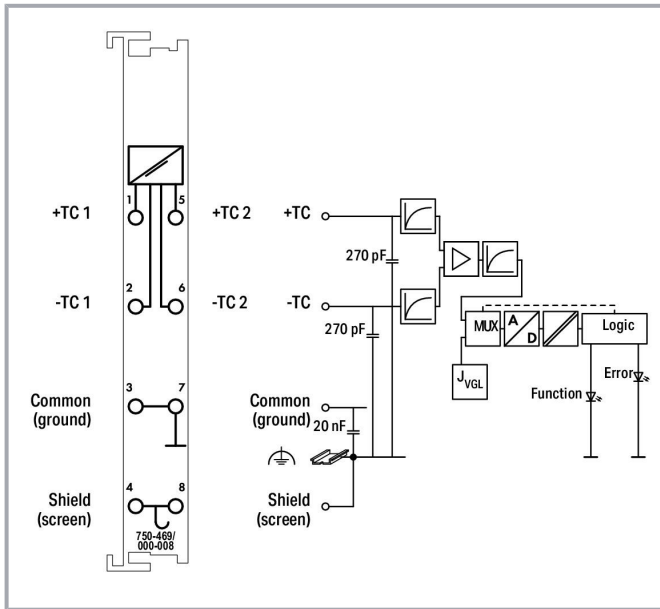 1 5
+TC 1 +TC 2 +TC
270 pF
2 6
-TC 1 -TC 2 -TC
MUX A D Logic
270 pF
J VGL
Error
Function
3 7
Common Common
(ground) (ground)
20 nF
4 8
Shield Shield
(screen) (screen)
750-469/
000-008